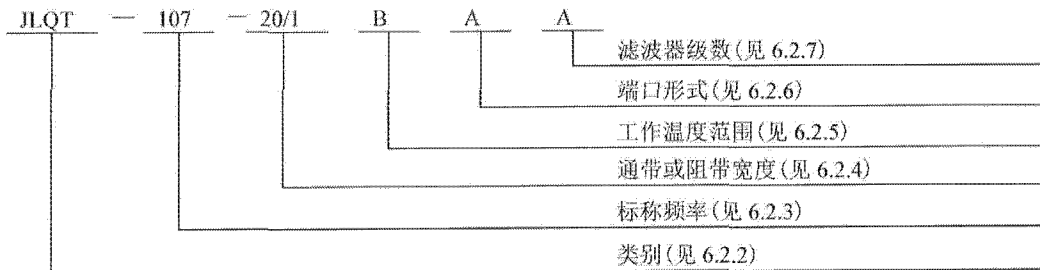 JLQT — 107 — 20/1 B A A
滤波器级数(见 6.2.7)
端口形式(见 6.2.6)
工作温度范围(见 6.2.5)
通带或阻带宽度(见 6.2.4)
标称频率(见 6.2.3)
类别(见 6.2.2)